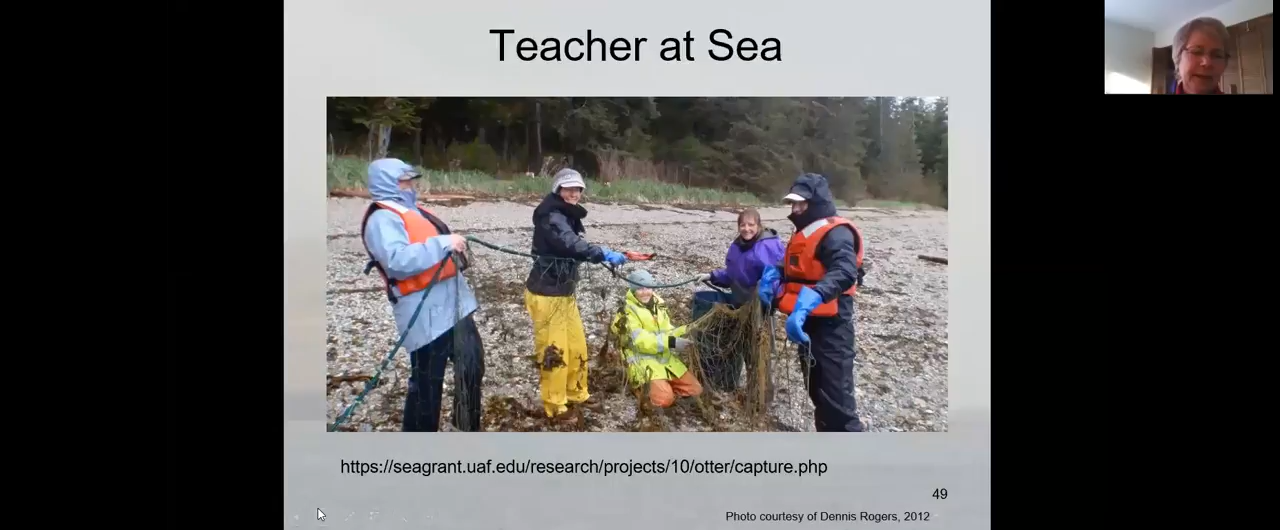 Teacher at Sea
https://seagrant.uaf.edu/research/projects/10/otter/capture.php
49
Photo courtesy of Dennis Rogers, 2012